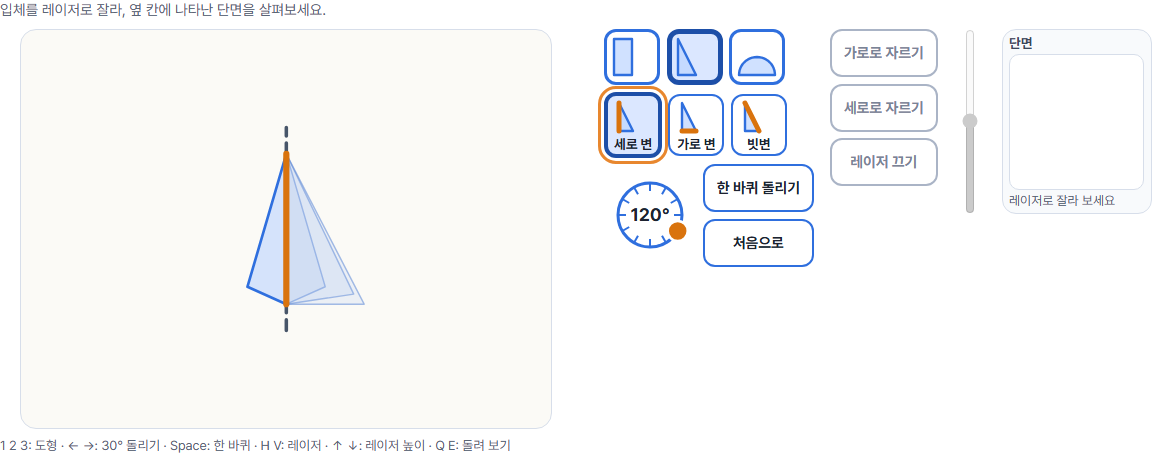 입체를 레이저로 잘라, 옆 칸에 나타난 단면을 살펴보세요.
세로 변
가로 변
빗변
120°
한 바퀴 돌리기
처음으로
가로로 자르기
세로로 자르기
레이저 끄기
단면
레이저로 잘라 보세요
1 2 3: 도형 · ← →: 30° 돌리기 · Space: 한 바퀴 · H V: 레이저 · ↑ ↓: 레이저 높이 · Q E: 돌려 보기